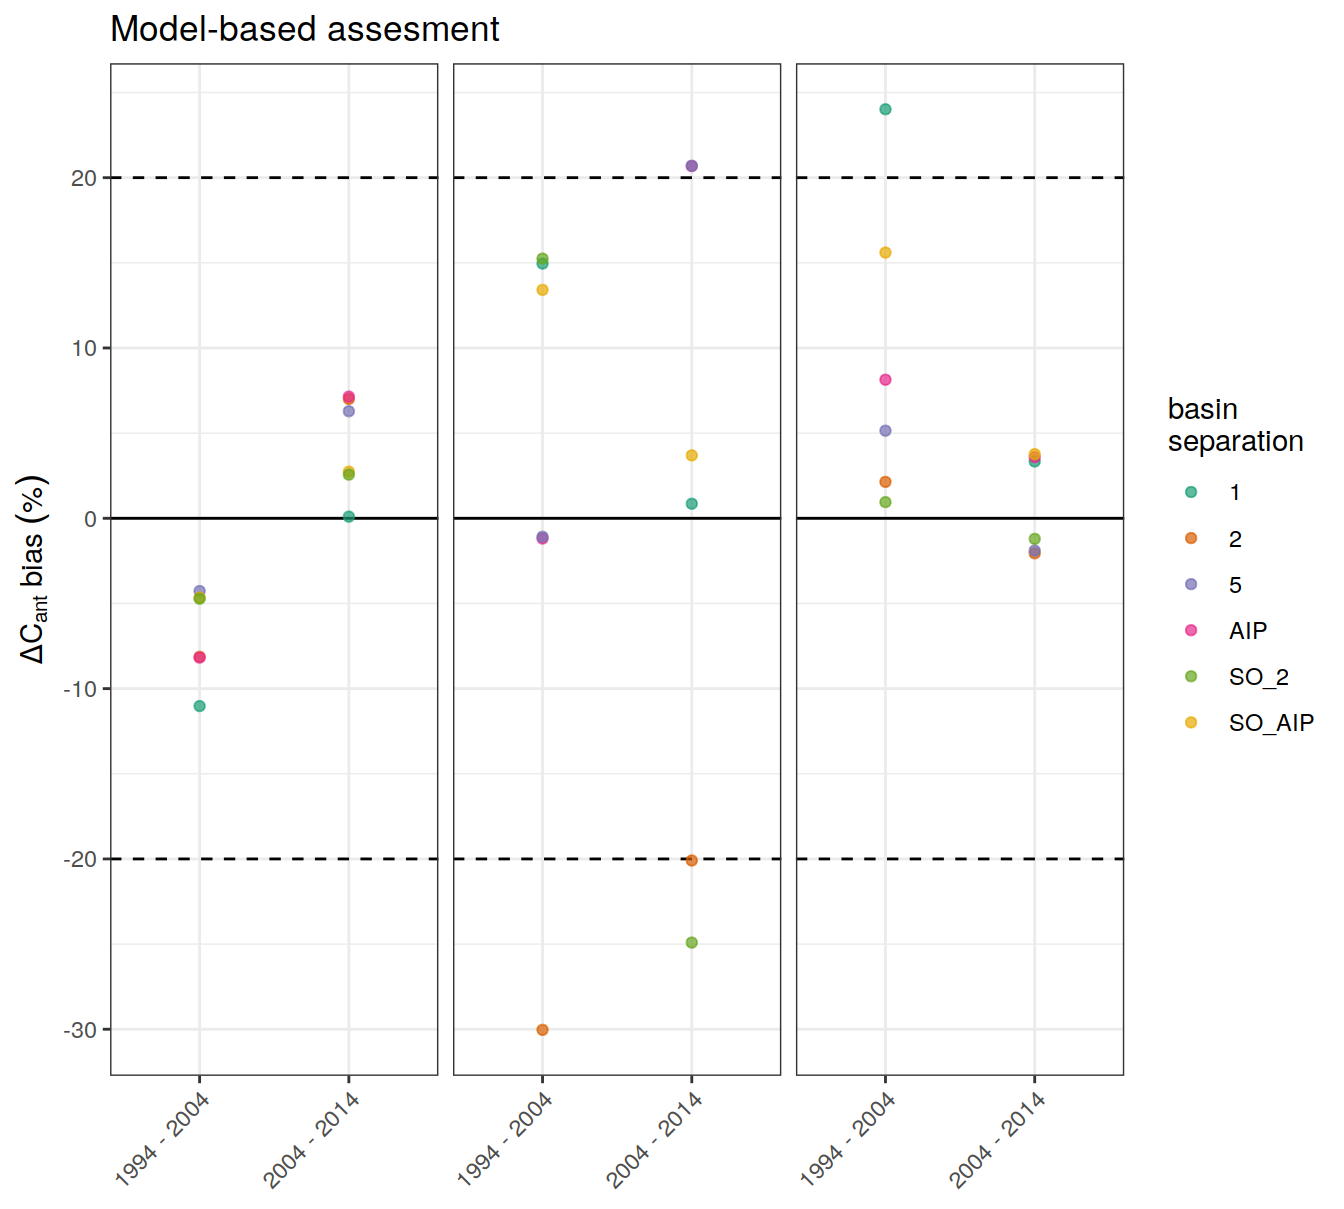 Model-based assesment
20
10
0
-10
-20
-30
ΔCant bias (%)
1994 - 2004
2004 - 2014
1994 - 2004
2004 - 2014
1994 - 2004
2004 - 2014
basin
separation
1
2
5
AIP
SO_2
SO_AIP